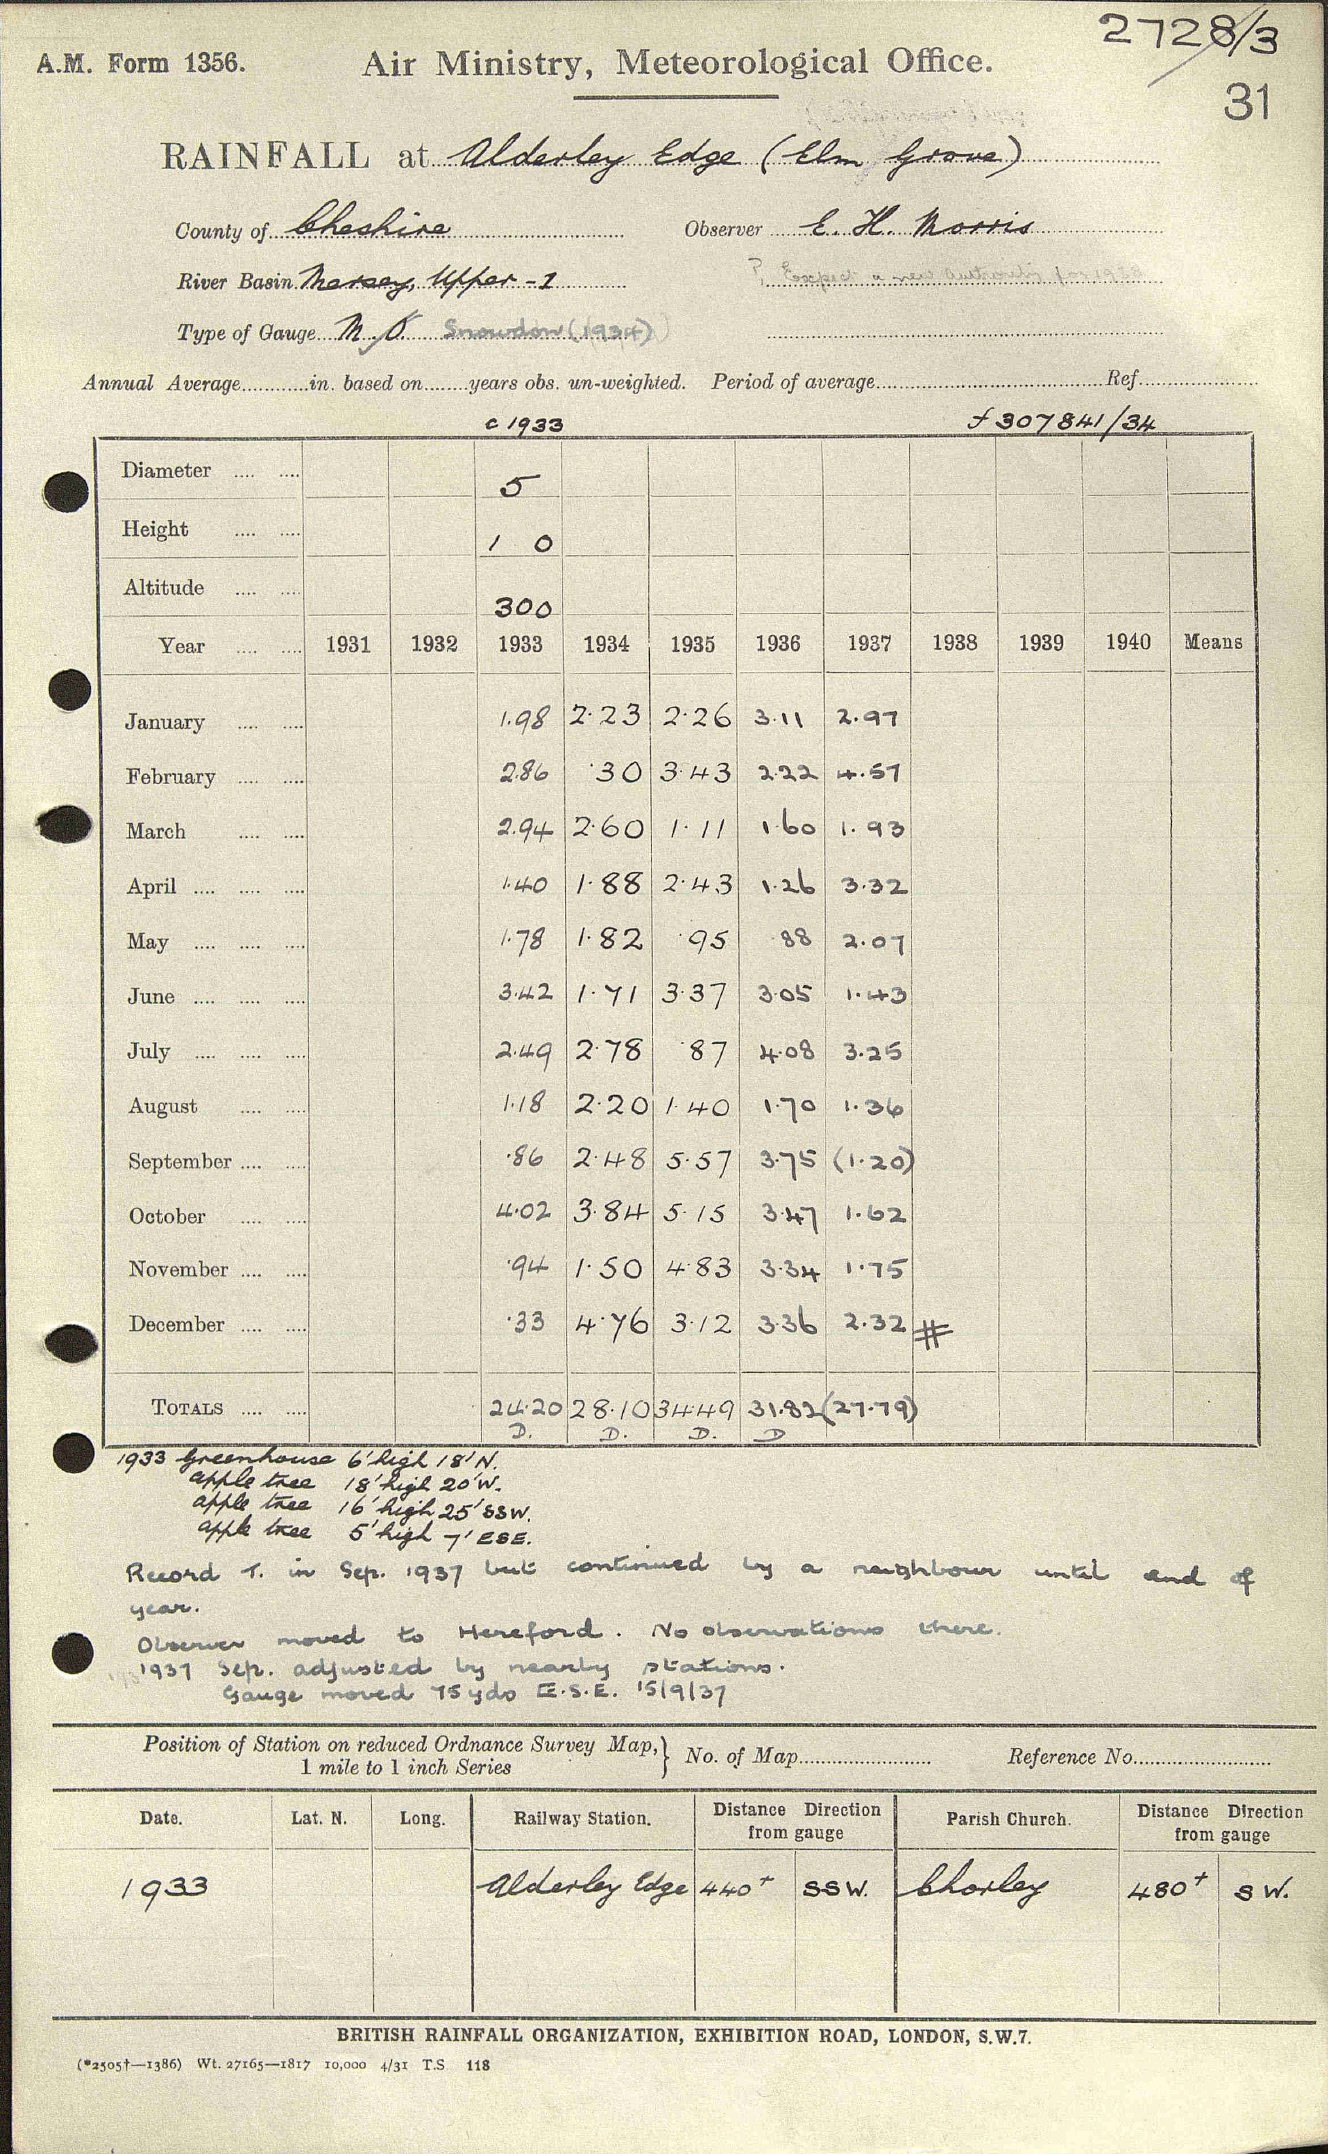 2728/3
A.M. Form 1356. Air Ministry, Meteorological Office.
31
RAINFALL at Alderley Edge (Elm Grove)
County of Cheshire Observer E. H. Morris
River Basin Mersey, Upper - 1 ? Expect a new authority for 1938
Type of Gauge M.O. Snowdon (1934)
Annual Average............in. based on........years obs. un-weighted. Period of average........................Ref..............
c 1933 f 307841/34
Diameter .... .... 5
Height .... .... 1 0
Altitude .... .... 300
Year .... .... 1931 1932 1933 1934 1935 1936 1937 1938 1939 1940 Means
January .... .... 1.98 2.23 2.26 3.11 2.97
February .... .... 2.86 .30 3.43 2.22 4.57
March .... .... 2.94 2.60 1.11 1.60 1.93
April .... .... .... 1.40 1.88 2.43 1.26 3.32
May .... .... .... 1.78 1.82 .95 .88 2.07
June .... .... .... 3.42 1.71 3.37 3.05 1.43
July .... .... .... 2.49 2.78 .87 4.08 3.25
August .... .... 1.18 2.20 1.40 1.70 1.36
September .... .... .86 2.48 5.57 3.75 (1.20)
October .... .... 4.02 3.84 5.15 3.47 1.62
November .... .... .94 1.50 4.83 3.34 1.75
December .... .... .33 4.76 3.12 3.36 2.32 #
TOTALS .... .... 24.20 28.10 34.49 31.82 (27.79)
D. D. D. D
1933 Greenhouse 6' high 18' N.
apple tree 18' high 20' W.
apple tree 16' high 25' SSW.
apple tree 5' high 7' ESE.
Record T. in Sep. 1937 but continued by a neighbour until end of
year.
Observer moved to Hereford. No observations there.
1937 Sep. adjusted by nearby stations.
Gauge moved 75 yds E.S.E. 15/9/37
Position of Station on reduced Ordnance Survey Map,} No. of Map.................... Reference No....................
1 mile to 1 inch Series
Date. Lat. N. Long. Railway Station. Distance Direction from gauge Parish Church. Distance Direction from gauge
1933 Alderley Edge 440+ SSW. Chorley 480+ SW.
BRITISH RAINFALL ORGANIZATION, EXHIBITION ROAD, LONDON, S.W.7.
(*2505†—1386) Wt. 27165—1817 10,000 4/31 T.S. 118